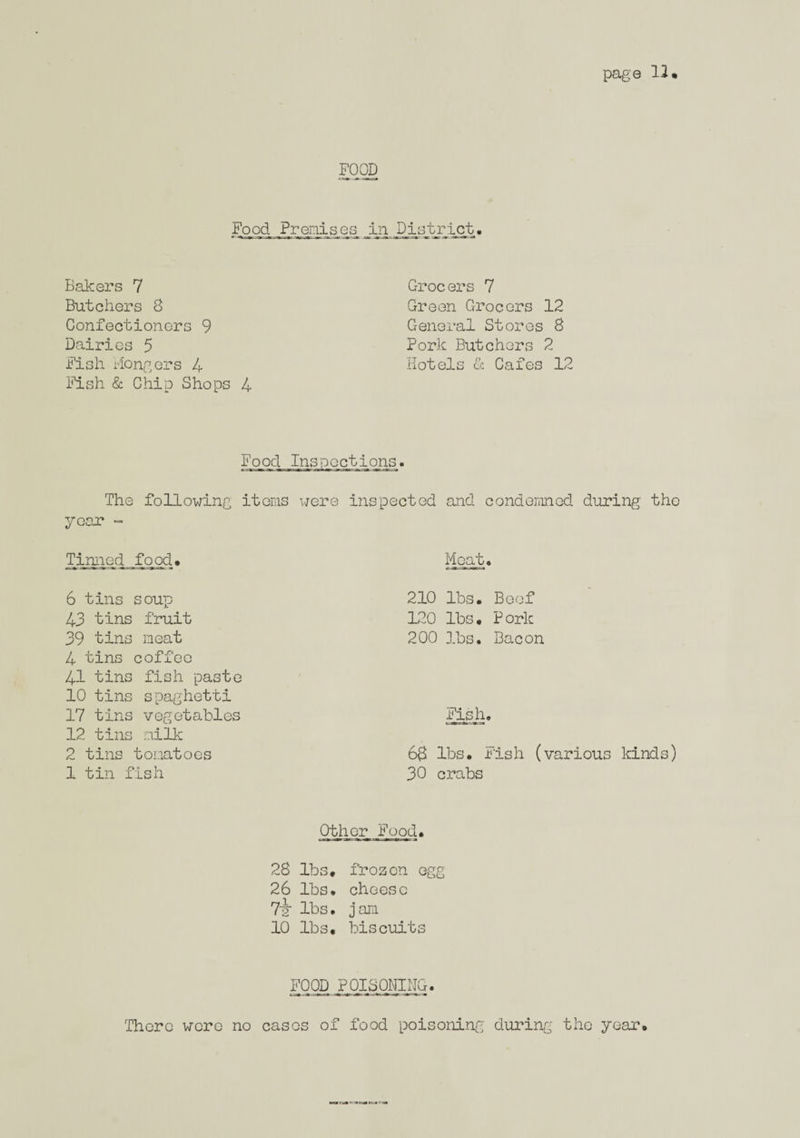 page 11.
FOOD
Food Premises in District.
Bakers 7
Butchers 8
Confectioners 9
Dairies 5
Fish Mongers 4
Fish & Chip Shops 4
Grocers 7
Green Grocers 12
General Stores 8
Pork Butchers 2
Hotels & Cafes 12
Food Inspections.
The following items were inspected and condemned during the
year -
Tinned food.
6 tins soup
43 tins fruit
39 tins meat
4 tins coffee
41 tins fish paste
10 tins spaghetti
17 tins vegetables
12 tins milk
2 tins tomatoes
1 tin fish
Meat.
210 lbs. Beef
120 lbs. Pork
200 lbs. Bacon
Fish.
68 lbs. Fish (various kinds)
30 crabs
Other Food.
28 lbs. frozen egg
26 lbs. cheese
7½ lbs. jam
10 lbs. biscuits
FOOD POISONING.
There were no cases of food poisoning during the year.